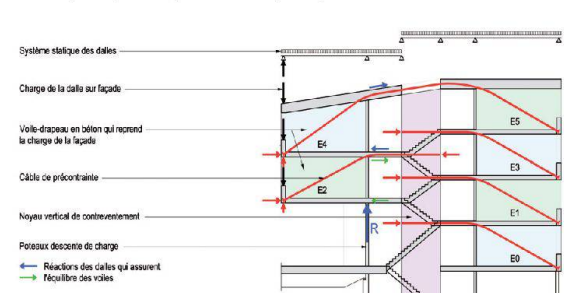 Système statique des dalles
Charge de la dalle sur façade
Voile-drapeau en béton qui reprend
la charge de la façade
Câble de précontrainte
Noyau vertical de contreventement
Poteaux descente de charge
Réactions des dalles qui assurent
l'équilibre des voiles
E4
E2
R
E5
E3
E1
E0